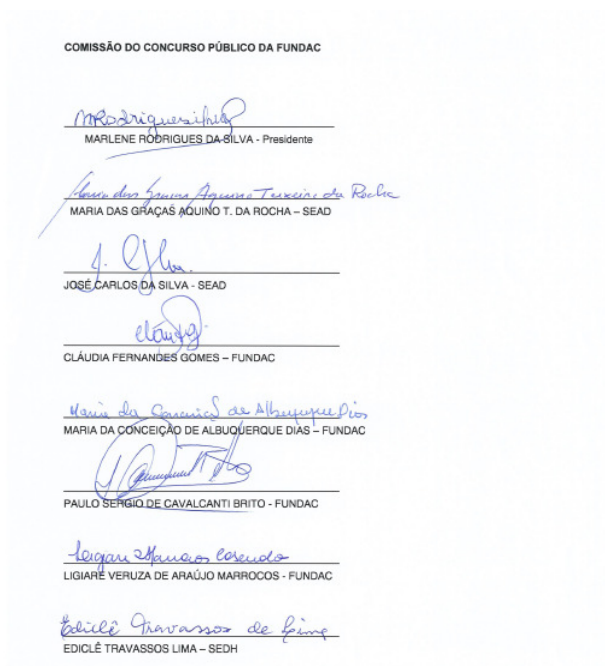 COMISSÃO DO CONCURSO PÚBLICO DA FUNDAC
MRodriguesilva
MARLENE RODRIGUES DA SILVA - Presidente
Maria das Graças Aquino Teixeira da Rocha
MARIA DAS GRAÇAS AQUINO T. DA ROCHA – SEAD
JOSÉ CARLOS DA SILVA - SEAD
CLÁUDIA FERNANDES GOMES – FUNDAC
Maria da Conceição de Albuquerque Dias
MARIA DA CONCEIÇÃO DE ALBUQUERQUE DIAS – FUNDAC
PAULO SERGIO DE CAVALCANTI BRITO - FUNDAC
LIGIARE VERUZA DE ARAÚJO MARROCOS - FUNDAC
Ediclê Travassos de Lima
EDICLÊ TRAVASSOS LIMA – SEDH